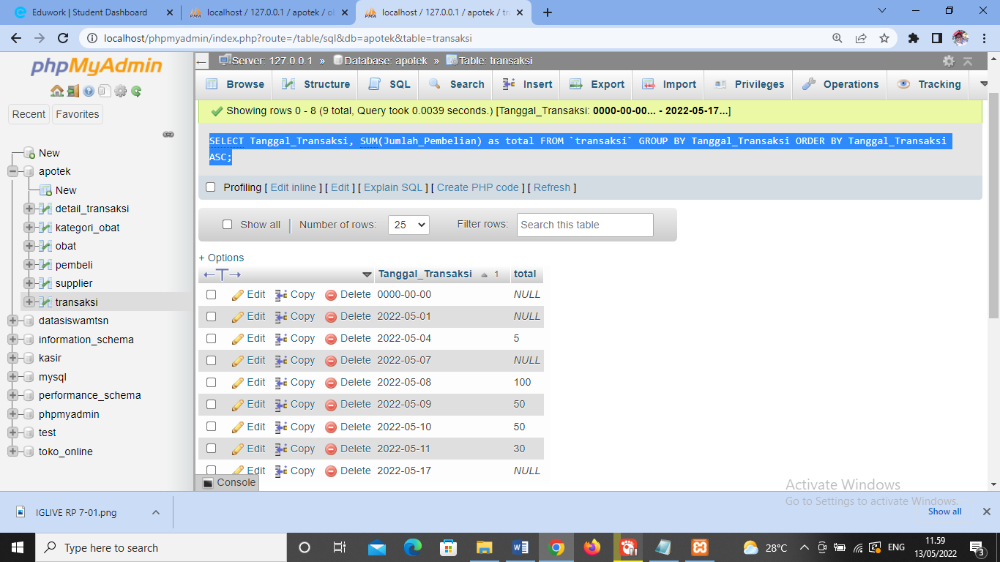 Eduwork | Student Dashboard
localhost / 127.0.0.1 / apotek / o
localhost / 127.0.0.1 / apotek / tr
localhost/phpmyadmin/index.php?route=/table/sql&db=apotek&table=transaksi
phpMyAdmin
Recent Favorites
New
apotek
New
detail_transaksi
kategori_obat
obat
pembeli
supplier
transaksi
datasiswamtsn
information_schema
kasir
mysql
performance_schema
phpmyadmin
test
toko_online
Server: 127.0.0.1 » Database: apotek » Table: transaksi
Browse Structure SQL Search Insert Export Import Privileges Operations Tracking
Showing rows 0 - 8 (9 total, Query took 0.0039 seconds.) [Tanggal_Transaksi: 0000-00-00... - 2022-05-17...]
SELECT Tanggal_Transaksi, SUM(Jumlah_Pembelian) as total FROM `transaksi` GROUP BY Tanggal_Transaksi ORDER BY Tanggal_Transaksi
ASC;
Profiling [ Edit inline ] [ Edit ] [ Explain SQL ] [ Create PHP code ] [ Refresh ]
Show all Number of rows: 25 Filter rows: Search this table
+ Options
Tanggal_Transaksi 1 total
Edit Copy Delete 0000-00-00 NULL
Edit Copy Delete 2022-05-01 NULL
Edit Copy Delete 2022-05-04 5
Edit Copy Delete 2022-05-07 NULL
Edit Copy Delete 2022-05-08 100
Edit Copy Delete 2022-05-09 50
Edit Copy Delete 2022-05-10 50
Edit Copy Delete 2022-05-11 30
Edit Copy Delete 2022-05-17 NULL
Console
Activate Windows
Go to Settings to activate Windows.
IGLIVE RP 7-01.png
Show all
Type here to search
28°C
ENG
11.59
13/05/2022
3